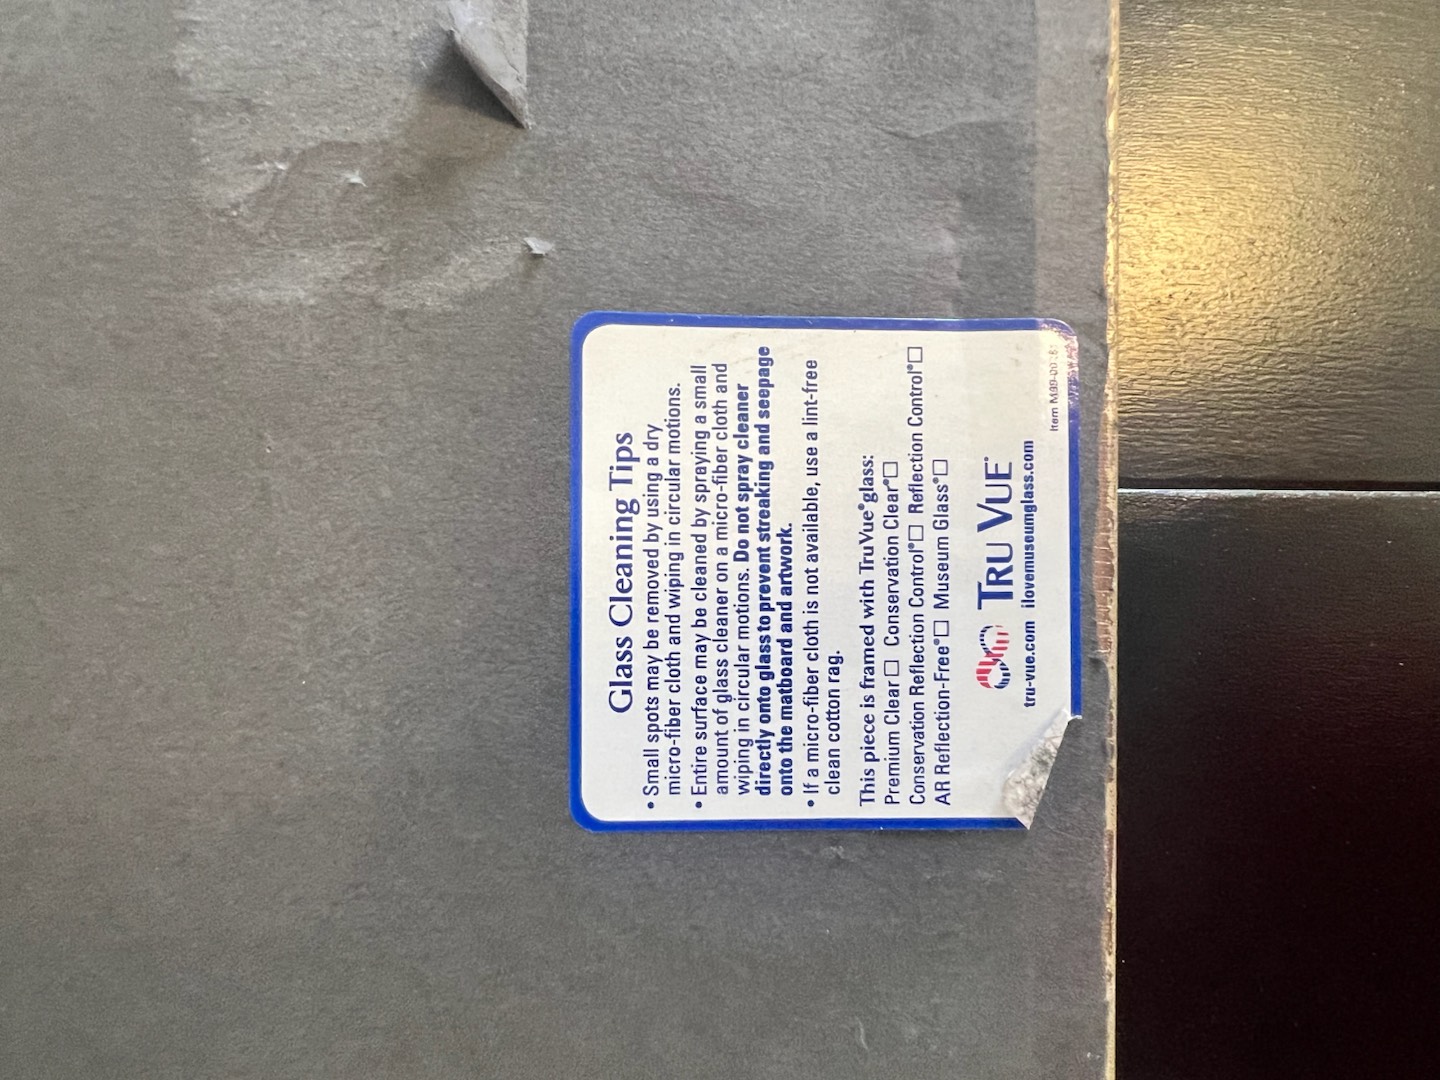 Glass Cleaning Tips
• Small spots may be removed by using a dry
micro-fiber cloth and wiping in circular motions.
• Entire surface may be cleaned by spraying a small
amount of glass cleaner on a micro-fiber cloth and
wiping in circular motions. Do not spray cleaner
directly onto glass to prevent streaking and seepage
onto the matboard and artwork.
• If a micro-fiber cloth is not available, use a lint-free
clean cotton rag.
This piece is framed with TruVue® glass:
Premium Clear □ Conservation Clear® □
Conservation Reflection Control® □ Reflection Control® □
AR Reflection-Free® □ Museum Glass® □
TRU VUE®
tru-vue.com ilovemuseumglass.com
Item